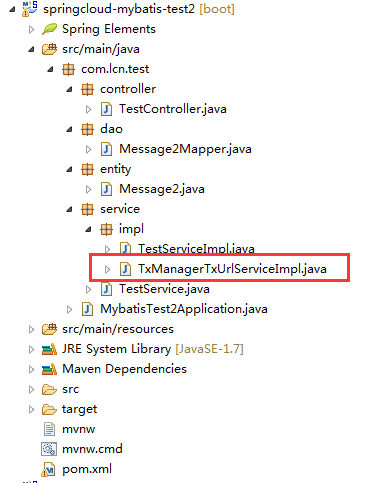 springcloud-mybatis-test2 [boot]
Spring Elements
src/main/java
com.lcn.test
controller
TestController.java
dao
Message2Mapper.java
entity
Message2.java
service
impl
TestServiceImpl.java
TxManagerTxUrlServiceImpl.java
TestService.java
MybatisTest2Application.java
src/main/resources
JRE System Library [JavaSE-1.7]
Maven Dependencies
src
target
mvnw
mvnw.cmd
pom.xml